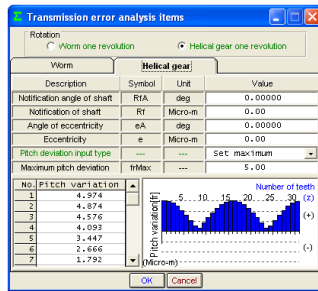 Σ Transmission error analysis items
Rotation
Worm one revolution Helical gear one revolution
Worm Helical gear
Description Symbol Unit Value
Notification angle of shaft RfA deg 0.00000
Notification of shaft Rf Micro-m 0.00
Angle of eccentricity eA deg 0.00000
Eccentricity e Micro-m 0.00
Pitch deviation input type --- --- Set maximum
Maximum pitch deviation frMax --- 5.00
No. Pitch variation
1 4.974
2 4.874
3 4.576
4 4.093
5 3.447
6 2.666
7 1.792
Number of teeth
5 10 15 20 25 30 (z)
Pitch variation[fr]
(+)
(-)
(Micro-m)
OK Cancel